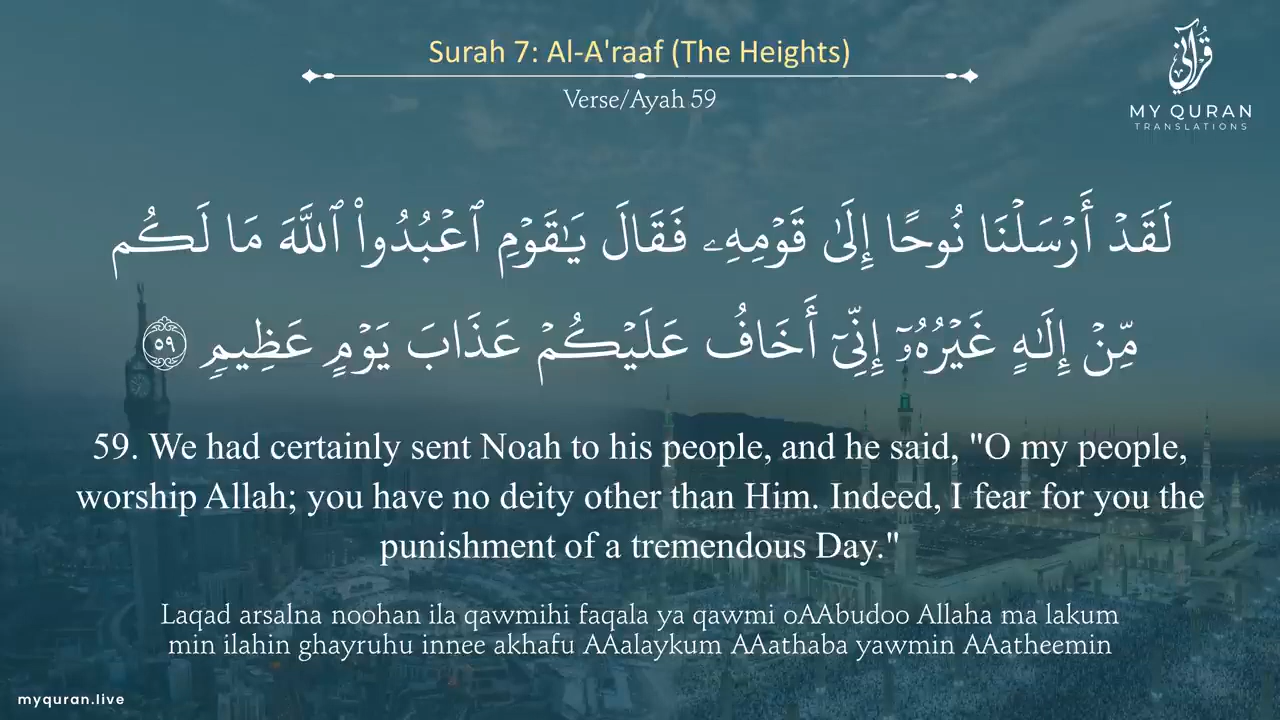 Surah 7: Al-A'raaf (The Heights)
Verse/Ayah 59
قرآني
MY QURAN
TRANSLATIONS
لَقَدْ أَرْسَلْنَا نُوحًا إِلَىٰ قَوْمِهِۦ فَقَالَ يَـٰقَوْمِ ٱعْبُدُوا۟ ٱللَّهَ مَا لَكُم
مِّنْ إِلَـٰهٍ غَيْرُهُۥٓ إِنِّىٓ أَخَافُ عَلَيْكُمْ عَذَابَ يَوْمٍ عَظِيمٍ ٥٩
59. We had certainly sent Noah to his people, and he said, "O my people,
worship Allah; you have no deity other than Him. Indeed, I fear for you the
punishment of a tremendous Day."
Laqad arsalna noohan ila qawmihi faqala ya qawmi oAAbudoo Allaha ma lakum
min ilahin ghayruhu innee akhafu AAalaykum AAathaba yawmin AAatheemin
myquran.live